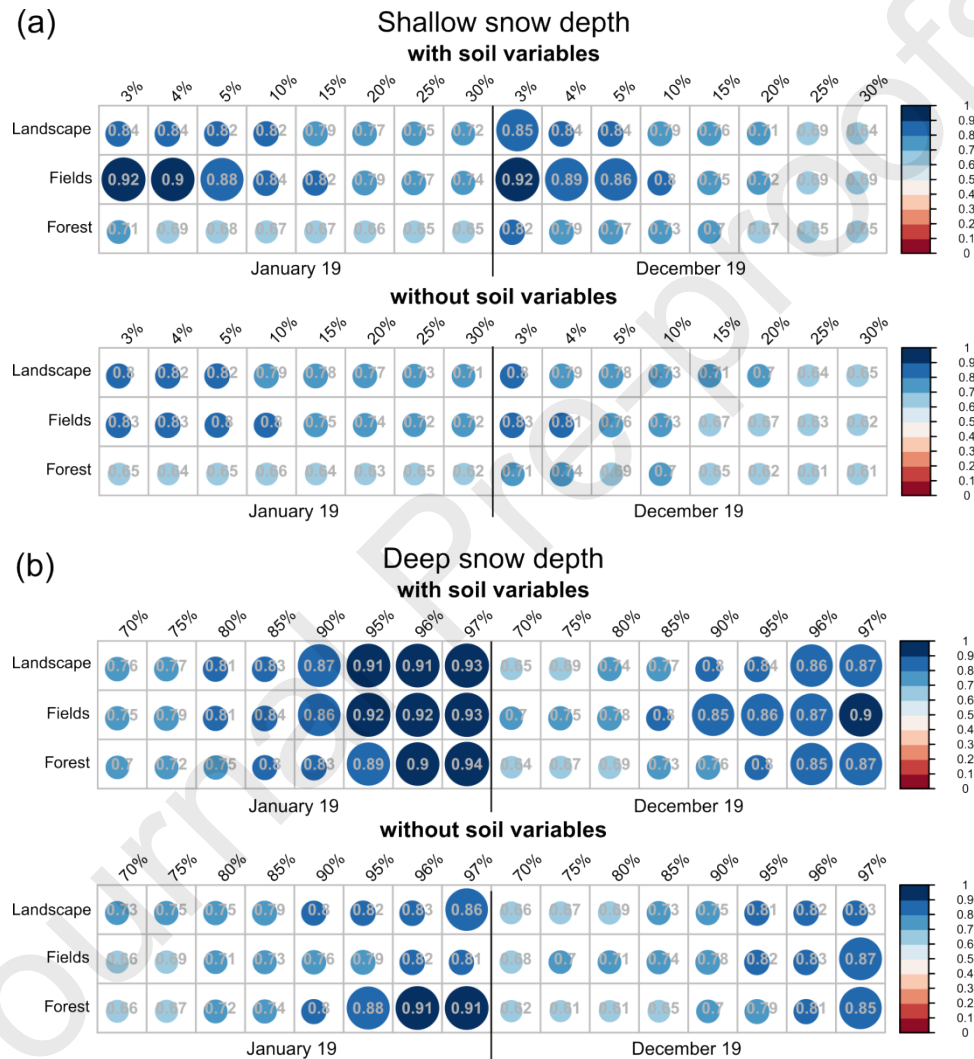 (a)
Shallow snow depth
with soil variables
3% 4% 5% 10% 15% 20% 25% 30% 3% 4% 5% 10% 15% 20% 25% 30%
Landscape 0.84 0.84 0.82 0.82 0.79 0.77 0.75 0.72 0.85 0.84 0.84 0.79 0.76 0.71 0.69 0.64
Fields 0.92 0.9 0.88 0.84 0.82 0.79 0.77 0.74 0.92 0.89 0.86 0.8 0.75 0.72 0.69 0.69
Forest 0.71 0.69 0.68 0.67 0.67 0.66 0.65 0.65 0.82 0.79 0.77 0.73 0.7 0.67 0.65 0.65
January 19 December 19
1
0.9
0.8
0.7
0.6
0.5
0.4
0.3
0.2
0.1
0
without soil variables
3% 4% 5% 10% 15% 20% 25% 30% 3% 4% 5% 10% 15% 20% 25% 30%
Landscape 0.8 0.82 0.82 0.79 0.78 0.77 0.73 0.71 0.8 0.79 0.78 0.73 0.71 0.7 0.64 0.65
Fields 0.83 0.83 0.8 0.8 0.75 0.74 0.72 0.72 0.83 0.81 0.76 0.73 0.67 0.67 0.63 0.62
Forest 0.65 0.64 0.65 0.66 0.64 0.63 0.65 0.62 0.71 0.74 0.69 0.7 0.65 0.62 0.61 0.61
January 19 December 19
1
0.9
0.8
0.7
0.6
0.5
0.4
0.3
0.2
0.1
0
(b)
Deep snow depth
with soil variables
70% 75% 80% 85% 90% 95% 96% 97% 70% 75% 80% 85% 90% 95% 96% 97%
Landscape 0.76 0.77 0.81 0.83 0.87 0.91 0.91 0.93 0.65 0.69 0.74 0.77 0.8 0.84 0.86 0.87
Fields 0.75 0.79 0.81 0.84 0.86 0.92 0.92 0.93 0.7 0.75 0.78 0.8 0.85 0.86 0.87 0.9
Forest 0.7 0.72 0.75 0.8 0.83 0.89 0.9 0.94 0.64 0.67 0.69 0.73 0.76 0.8 0.85 0.87
January 19 December 19
1
0.9
0.8
0.7
0.6
0.5
0.4
0.3
0.2
0.1
0
without soil variables
70% 75% 80% 85% 90% 95% 96% 97% 70% 75% 80% 85% 90% 95% 96% 97%
Landscape 0.73 0.75 0.75 0.79 0.8 0.82 0.83 0.86 0.66 0.67 0.69 0.73 0.75 0.81 0.82 0.83
Fields 0.66 0.69 0.71 0.73 0.76 0.79 0.82 0.81 0.68 0.7 0.71 0.74 0.78 0.82 0.83 0.87
Forest 0.66 0.67 0.72 0.74 0.8 0.88 0.91 0.91 0.62 0.61 0.61 0.65 0.7 0.79 0.81 0.85
January 19 December 19
1
0.9
0.8
0.7
0.6
0.5
0.4
0.3
0.2
0.1
0
ournal Pre-proofs